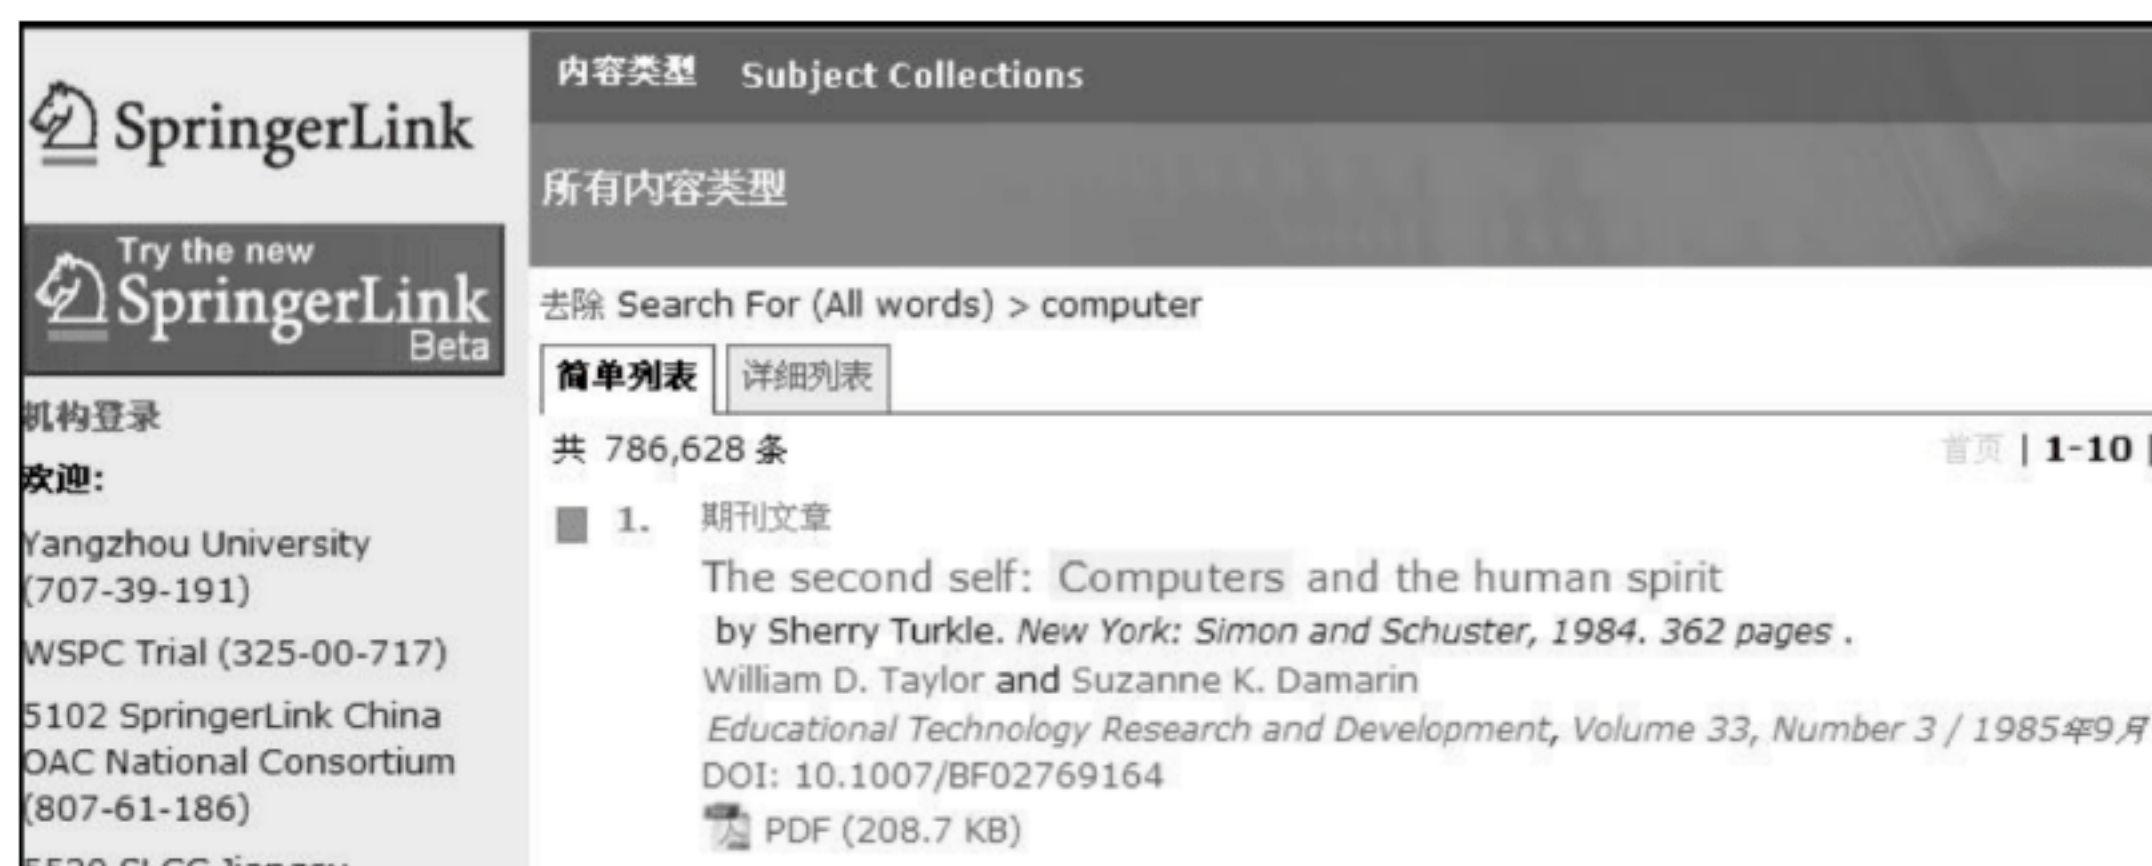 SpringerLink
Try the new
SpringerLink
Beta
机构登录
欢迎:
Yangzhou University
(707-39-191)
WSPC Trial (325-00-717)
5102 SpringerLink China
OAC National Consortium
(807-61-186)
内容类型 Subject Collections
所有内容类型
去除 Search For (All words) > computer
简单列表 详细列表
共 786,628 条 首页 | 1-10 |
1. 期刊文章
The second self: Computers and the human spirit
by Sherry Turkle. New York: Simon and Schuster, 1984. 362 pages .
William D. Taylor and Suzanne K. Damarin
Educational Technology Research and Development, Volume 33, Number 3 / 1985年9月
DOI: 10.1007/BF02769164
PDF (208.7 KB)